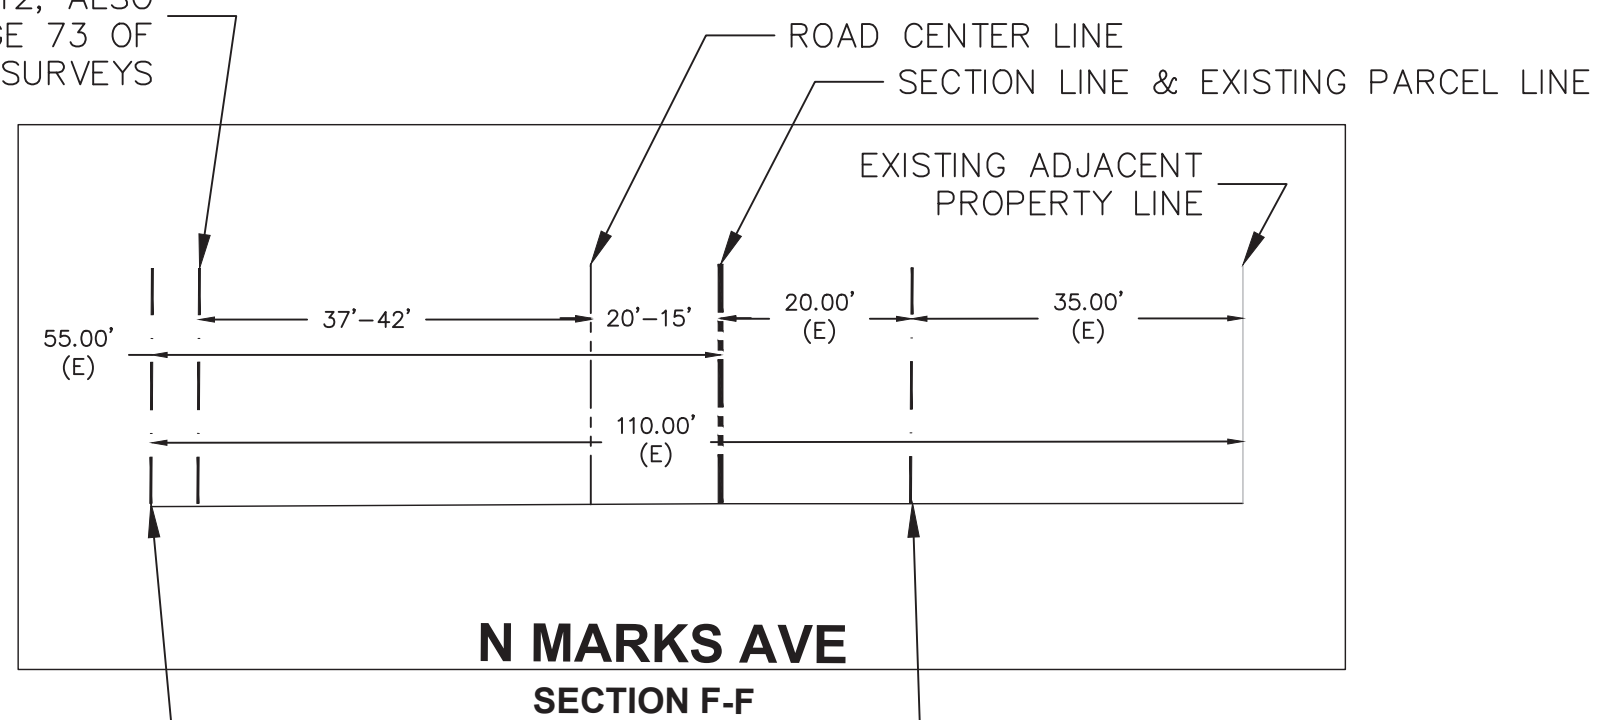 ALSO
73 OF
SURVEYS
ROAD CENTER LINE
SECTION LINE & EXISTING PARCEL LINE
EXISTING ADJACENT
PROPERTY LINE
37'-42'
20'-15'
20.00'
(E)
35.00'
(E)
55.00'
(E)
110.00'
(E)
N MARKS AVE
SECTION F-F